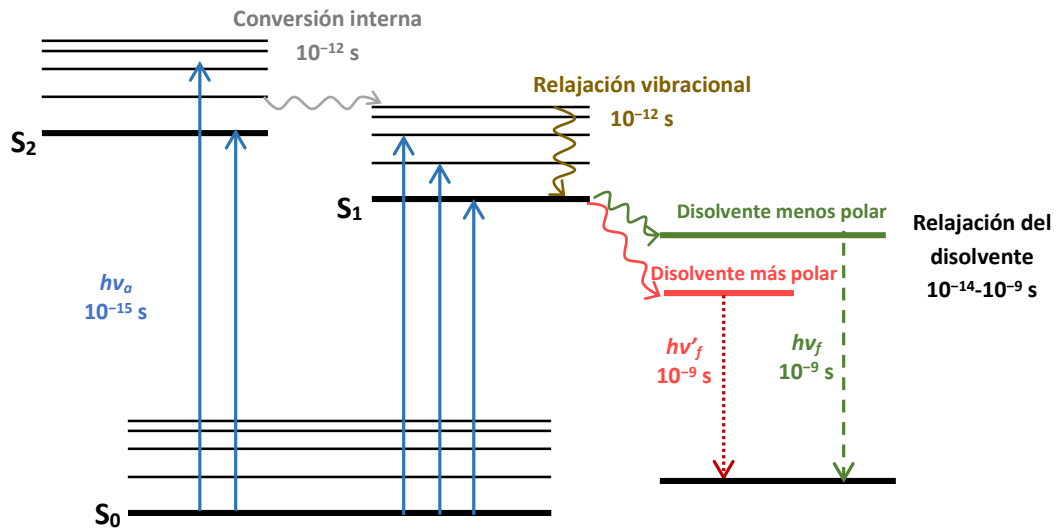 Conversión interna
10⁻¹² s
Relajación vibracional
10⁻¹² s
S₂
S₁
Disolvente menos polar
Relajación del
disolvente
10⁻¹⁴-10⁻⁹ s
Disolvente más polar
hνₐ
10⁻¹⁵ s
hν'f
10⁻⁹ s
hνf
10⁻⁹ s
S₀